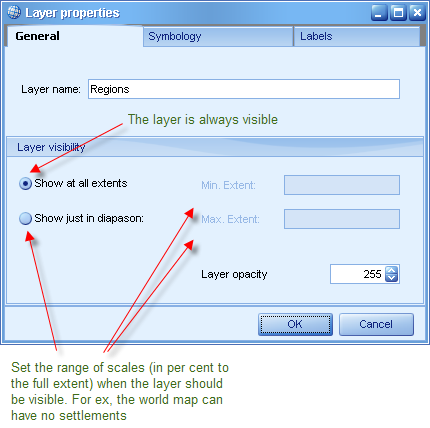 Layer properties
General
Symbology
Labels
Layer name:
Regions
The layer is always visible
Layer visibility
Show at all extents
Min. Extent:
Show just in diapason:
Max. Extent:
Layer opacity
255
OK
Cancel
Set the range of scales (in per cent to
the full extent) when the layer should
be visible. For ex, the world map can
have no settlements